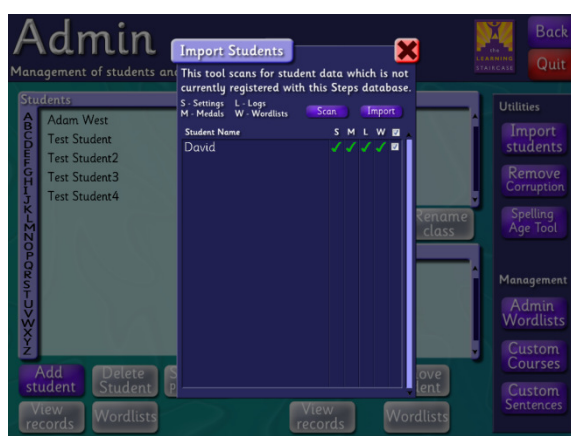 Admin
Management of students an
Import Students
This tool scans for student data which is not
currently registered with this Steps database.
S - Settings L - Logs
M - Medals W - Wordlists
Scan
Import
Student Name S M L W
David
the
LEARNING
STAIRCASE
Back
Quit
Students
A
B
C
D
E
F
G
H
I
J
K
L
M
N
O
P
Q
R
S
T
U
V
W
X
Y
Z
Adam West
Test Student
Test Student2
Test Student3
Test Student4
Rename
class
Utilities
Import
students
Remove
Corruption
Spelling
Age Tool
Management
Admin
Wordlists
Custom
Courses
Custom
Sentences
Add
student
Delete
Student
View
records
Wordlists
View
records
Wordlists